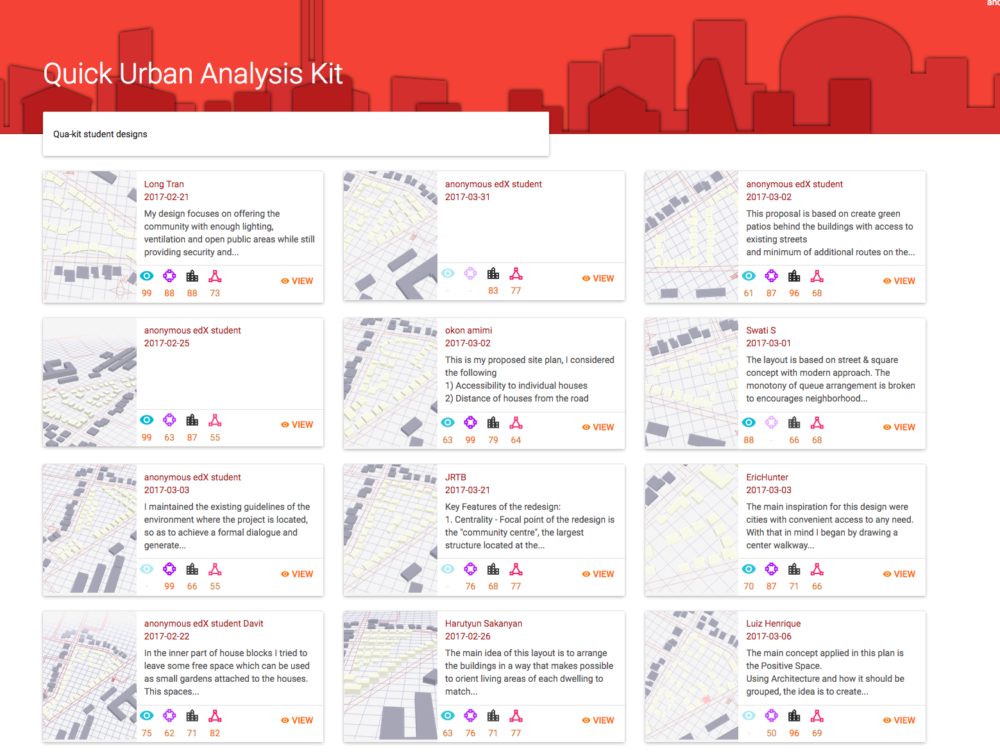 Quick Urban Analysis Kit
Qua-kit student designs
Long Tran
2017-02-21
My design focuses on offering the
community with enough lighting,
ventilation and open public areas while still
providing security and...
99 88 88 73
VIEW
anonymous edX student
2017-03-31
- - 83 77
VIEW
anonymous edX student
2017-03-02
This proposal is based on create green
patios behind the buildings with access to
existing streets
and minimum of additional routes on the...
61 87 96 68
VIEW
anonymous edX student
2017-02-25
99 63 87 55
VIEW
okon amimi
2017-03-02
This is my proposed site plan, I considered
the following
1) Accessibility to individual houses
2) Distance of houses from the road
63 99 79 64
VIEW
Swati S
2017-03-01
The layout is based on street & square
concept with modern approach. The
monotony of queue arrangement is broken
to encourages neighborhood...
88 - 66 68
VIEW
anonymous edX student
2017-03-03
I maintained the existing guidelines of the
environment where the project is located,
so as to achieve a formal dialogue and
generate...
- 99 66 55
VIEW
JRTB
2017-03-21
Key Features of the redesign:
1. Centrality - Focal point of the redesign is
the "community centre", the largest
structure located at the...
- 76 68 77
VIEW
EricHunter
2017-03-03
The main inspiration for this design were
cities with convenient access to any need.
With that in mind I began by drawing a
center walkway...
70 87 71 66
VIEW
anonymous edX student Davit
2017-02-22
In the inner part of house blocks I tried to
leave some free space which can be used
as small gardens attached to the houses.
This spaces...
75 62 71 82
VIEW
Harutyun Sakanyan
2017-02-26
The main idea of this layout is to arrange
the buildings in a way that makes possible
to orient living areas of each dwelling to
match...
63 76 71 77
VIEW
Luiz Henrique
2017-03-06
The main concept applied in this plan is
the Positive Space.
Using Architecture and how it should be
grouped, the idea is to create...
- 50 96 69
VIEW